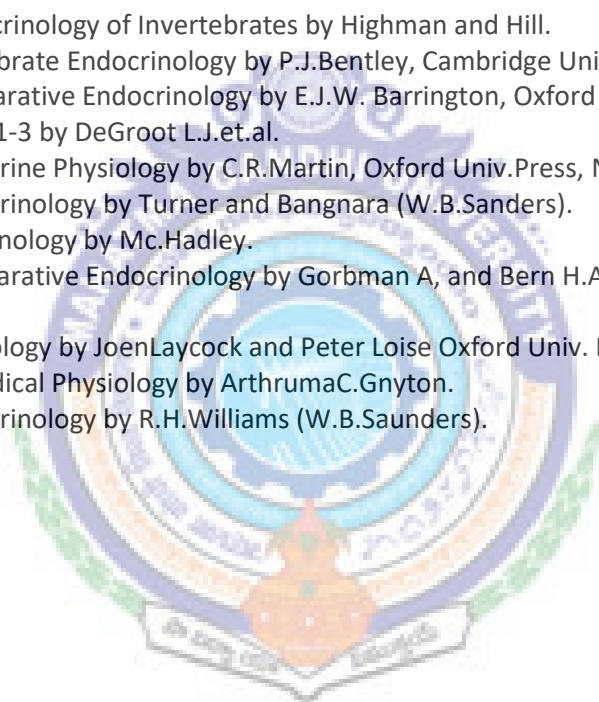 crinology of Invertebrates by Highman and Hill.
brate Endocrinology by P.J.Bentley, Cambridge Uni
arative Endocrinology by E.J.W. Barrington, Oxford
1-3 by DeGroot L.J.et.al.
rine Physiology by C.R.Martin, Oxford Univ.Press, N
rinology by Turner and Bangnara (W.B.Sanders).
nology by Mc.Hadley.
arative Endocrinology by Gorbman A, and Bern H.A
ology by JoenLaycock and Peter Loise Oxford Univ.
dical Physiology by ArthrumaC.Gnyton.
rinology by R.H.Williams (W.B.Saunders).
MAHATMA GANDHI UNIVERSITY